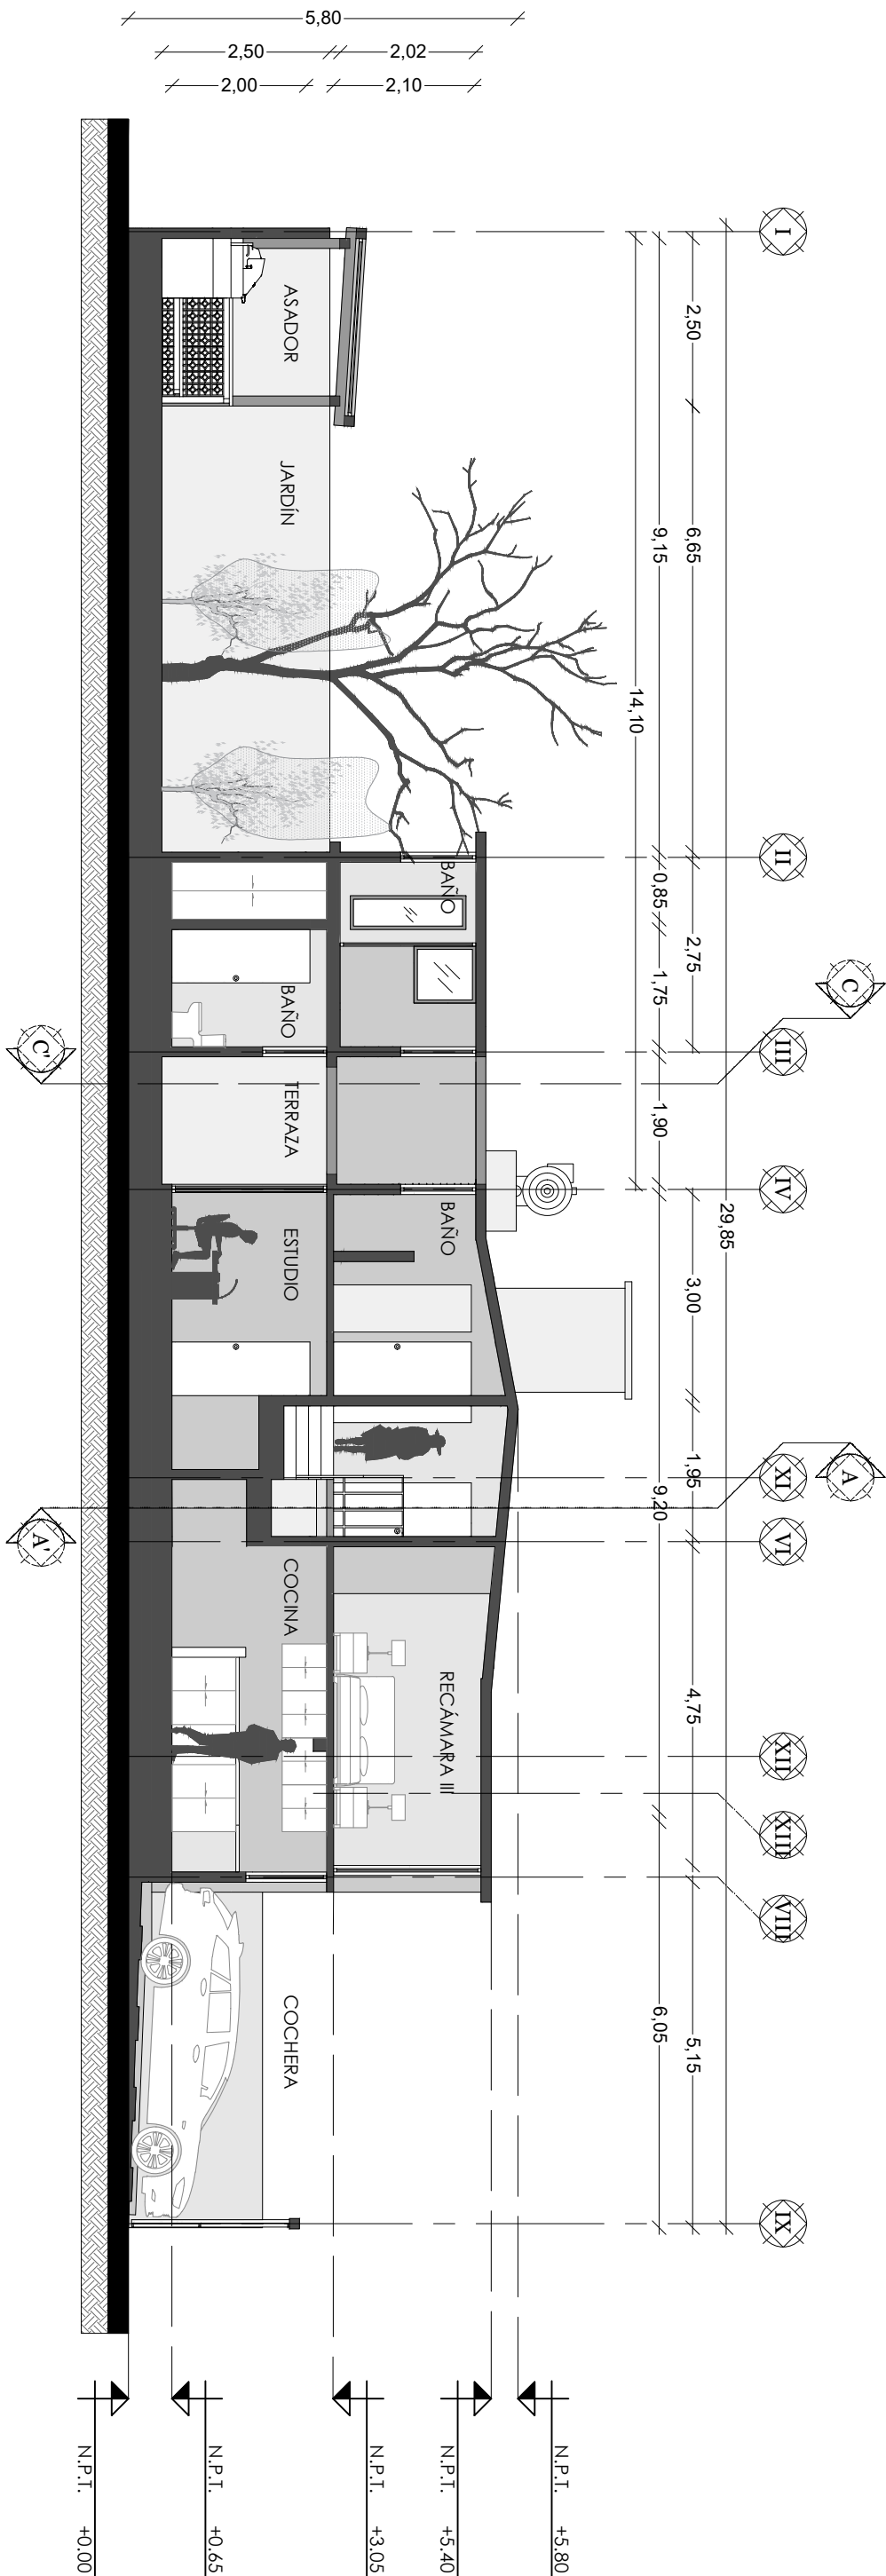 I
II
III
IV
XI
VI
XII
XIII
VIII
IX
C
A
29,85
2,50
6,65
2,75
3,00
1,95
4,75
5,15
9,15
0,85
1,75
1,90
9,20
6,05
14,10
5,80
2,50
2,02
2,00
2,10
BAÑO
BAÑO
RECÁMARA III
ASADOR
JARDÍN
BAÑO
TERRAZA
ESTUDIO
COCINA
COCHERA
C'
A'
N.P.T. +5.80
N.P.T. +5.40
N.P.T. +3.05
N.P.T. +0.65
N.P.T. +0.00